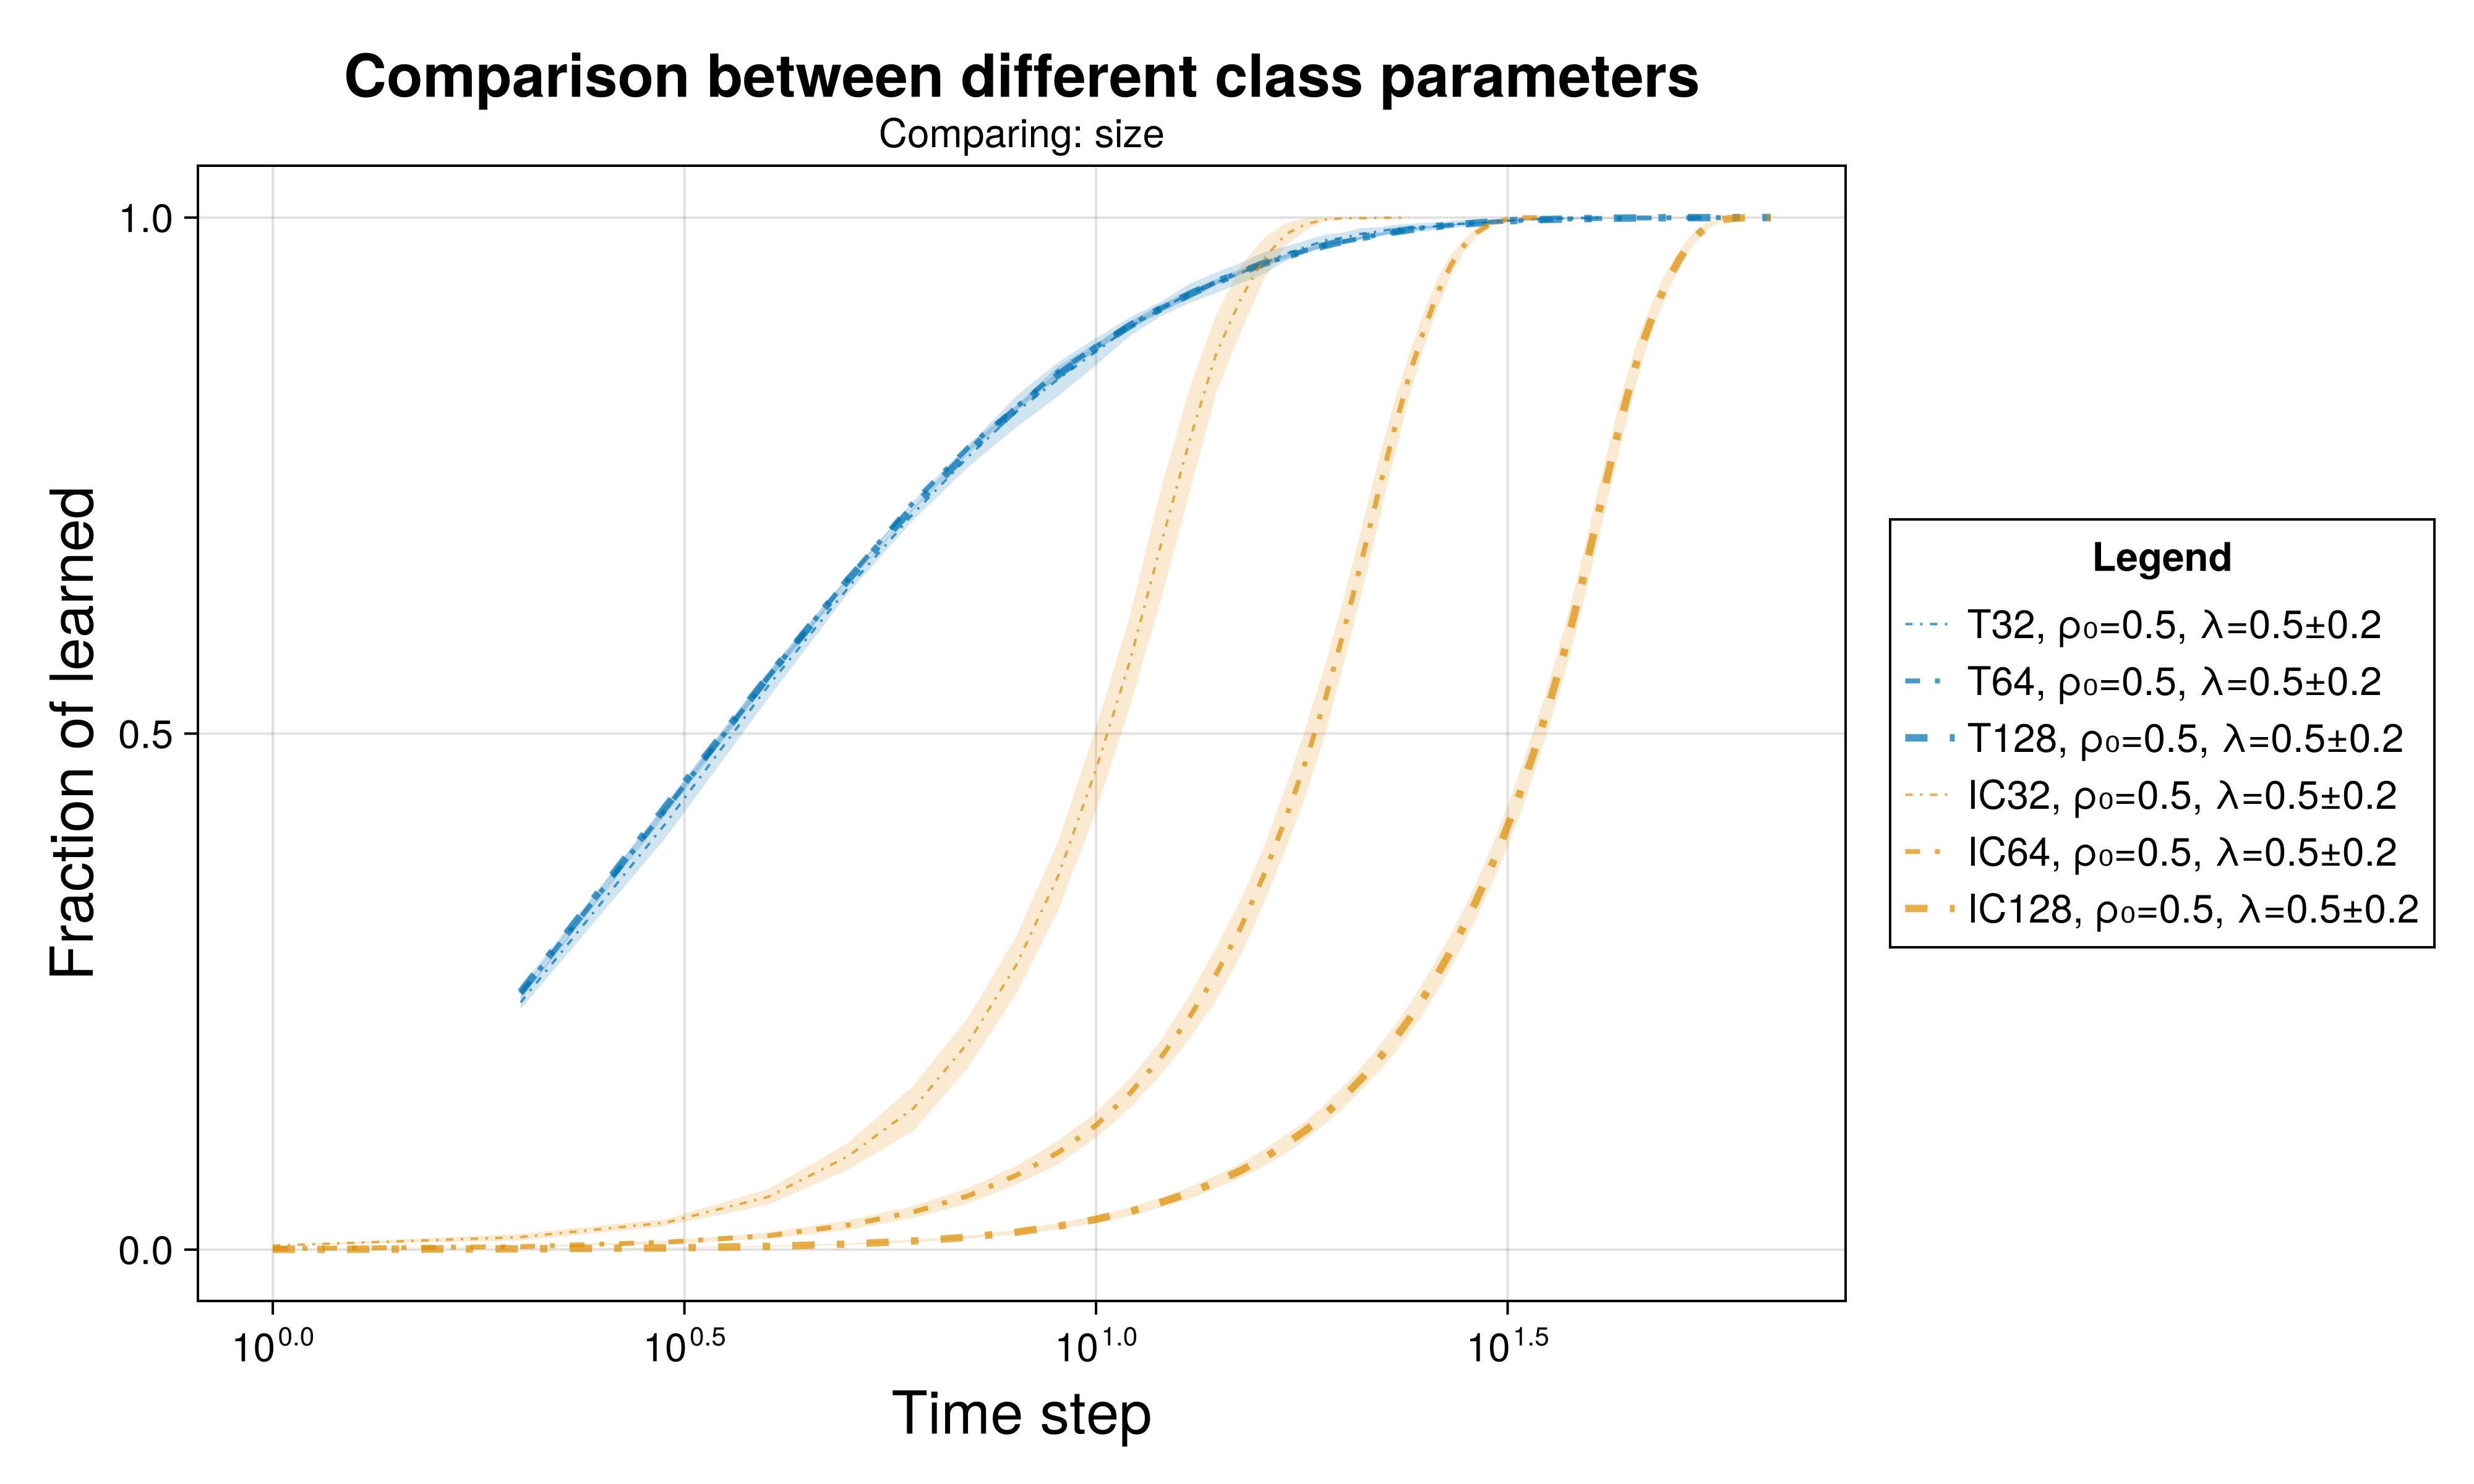 Comparison between different class parameters
Comparing: size
Fraction of learned
1.0
0.5
0.0
10^0.0
10^0.5
10^1.0
10^1.5
Time step
Legend
T32, ρ₀=0.5, λ=0.5±0.2
T64, ρ₀=0.5, λ=0.5±0.2
T128, ρ₀=0.5, λ=0.5±0.2
IC32, ρ₀=0.5, λ=0.5±0.2
IC64, ρ₀=0.5, λ=0.5±0.2
IC128, ρ₀=0.5, λ=0.5±0.2